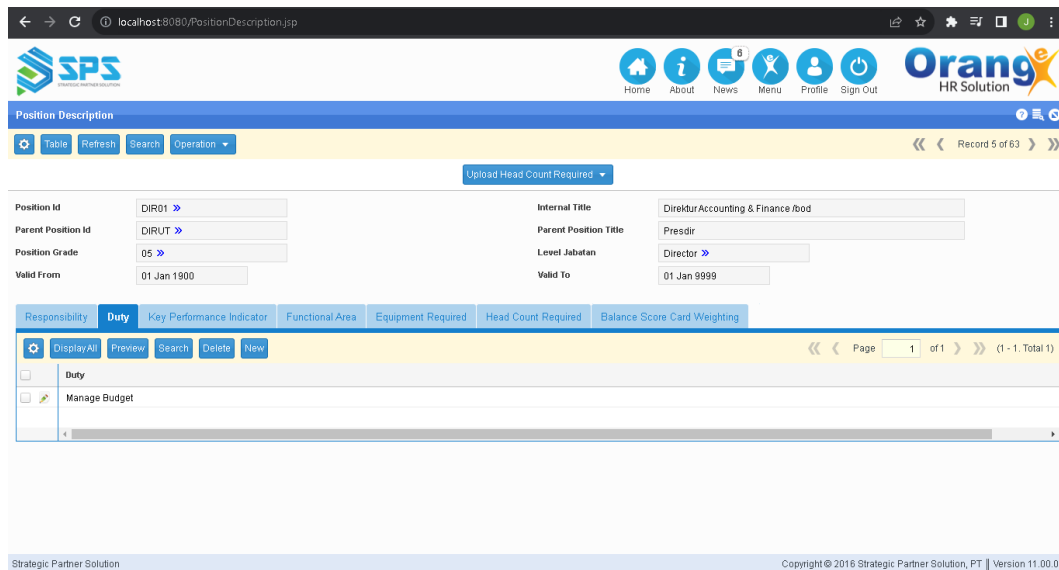 localhost:8080/PositionDescription.jsp
J
SPS
STRATEGIC PARTNER SOLUTION
Home About News 6 Menu Profile Sign Out
Orange
HR Solution
Position Description
Table Refresh Search Operation Record 5 of 63
Upload Head Count Required
Position Id DIR01 » Internal Title Direktur Accounting & Finance /bod
Parent Position Id DIRUT » Parent Position Title Presdir
Position Grade 05 » Level Jabatan Director »
Valid From 01 Jan 1900 Valid To 01 Jan 9999
Responsibility Duty Key Performance Indicator Functional Area Equipment Required Head Count Required Balance Score Card Weighting
Display All Preview Search Delete New Page 1 of 1 (1 - 1. Total 1)
Duty
Manage Budget
Strategic Partner Solution Copyright © 2016 Strategic Partner Solution, PT || Version 11.00.0